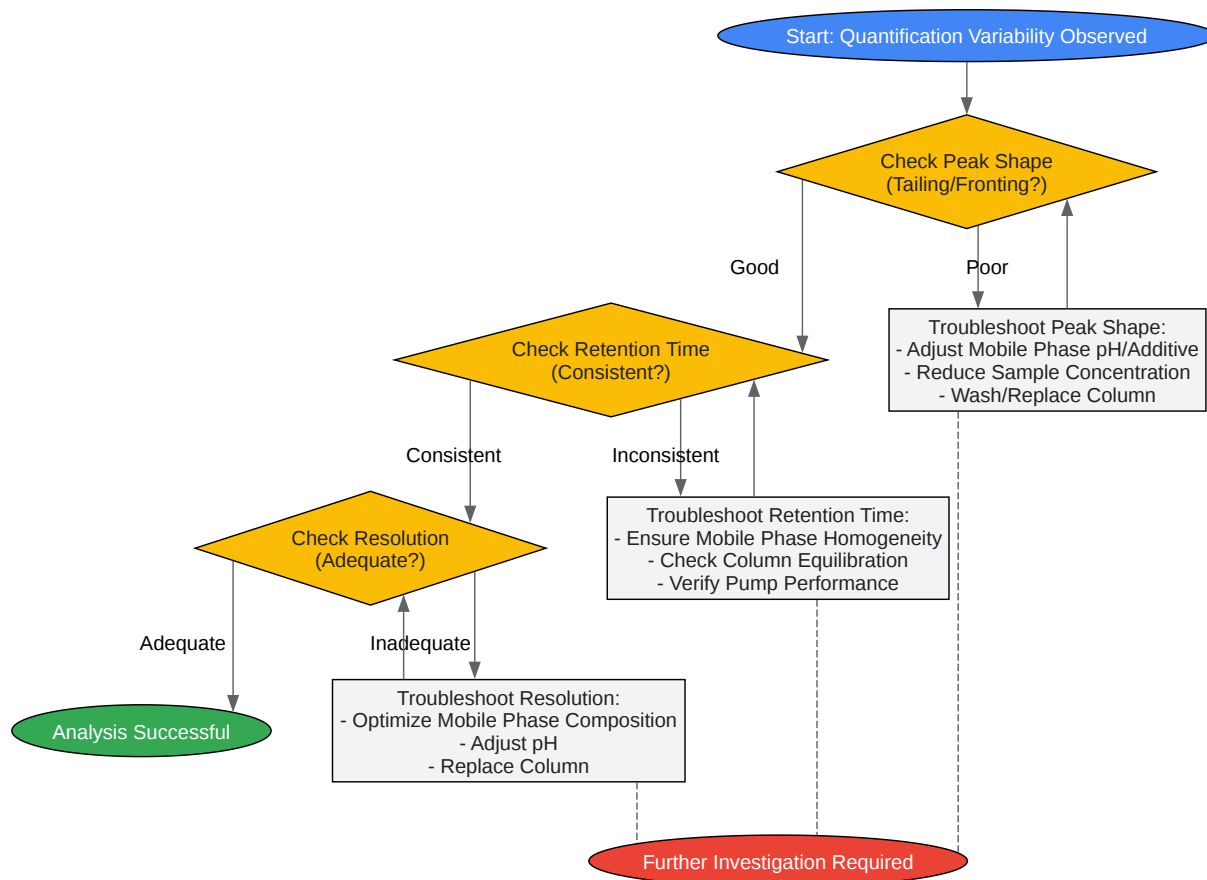 Start: Quantification Variability Observed
Check Peak Shape
(Tailing/Fronting?)
Good
Poor
Troubleshoot Peak Shape:
- Adjust Mobile Phase pH/Additive
- Reduce Sample Concentration
- Wash/Replace Column
Check Retention Time
(Consistent?)
Consistent
Inconsistent
Troubleshoot Retention Time:
- Ensure Mobile Phase Homogeneity
- Check Column Equilibration
- Verify Pump Performance
Check Resolution
(Adequate?)
Adequate
Inadequate
Troubleshoot Resolution:
- Optimize Mobile Phase Composition
- Adjust pH
- Replace Column
Analysis Successful
Further Investigation Required